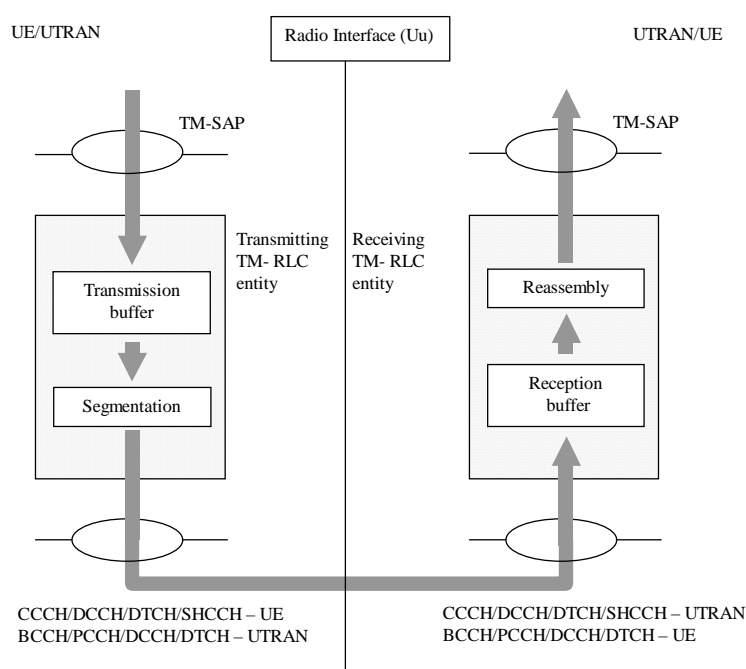 UE/UTRAN
Radio Interface (Uu)
UTRAN/UE
TM-SAP
TM-SAP
Transmitting
TM- RLC
entity
Receiving
TM- RLC
entity
Transmission
buffer
Segmentation
Reassembly
Reception
buffer
CCCH/DCCH/DTCH/SHCCH – UE
BCCH/PCCH/DCCH/DTCH – UTRAN
CCCH/DCCH/DTCH/SHCCH – UTRAN
BCCH/PCCH/DCCH/DTCH – UE